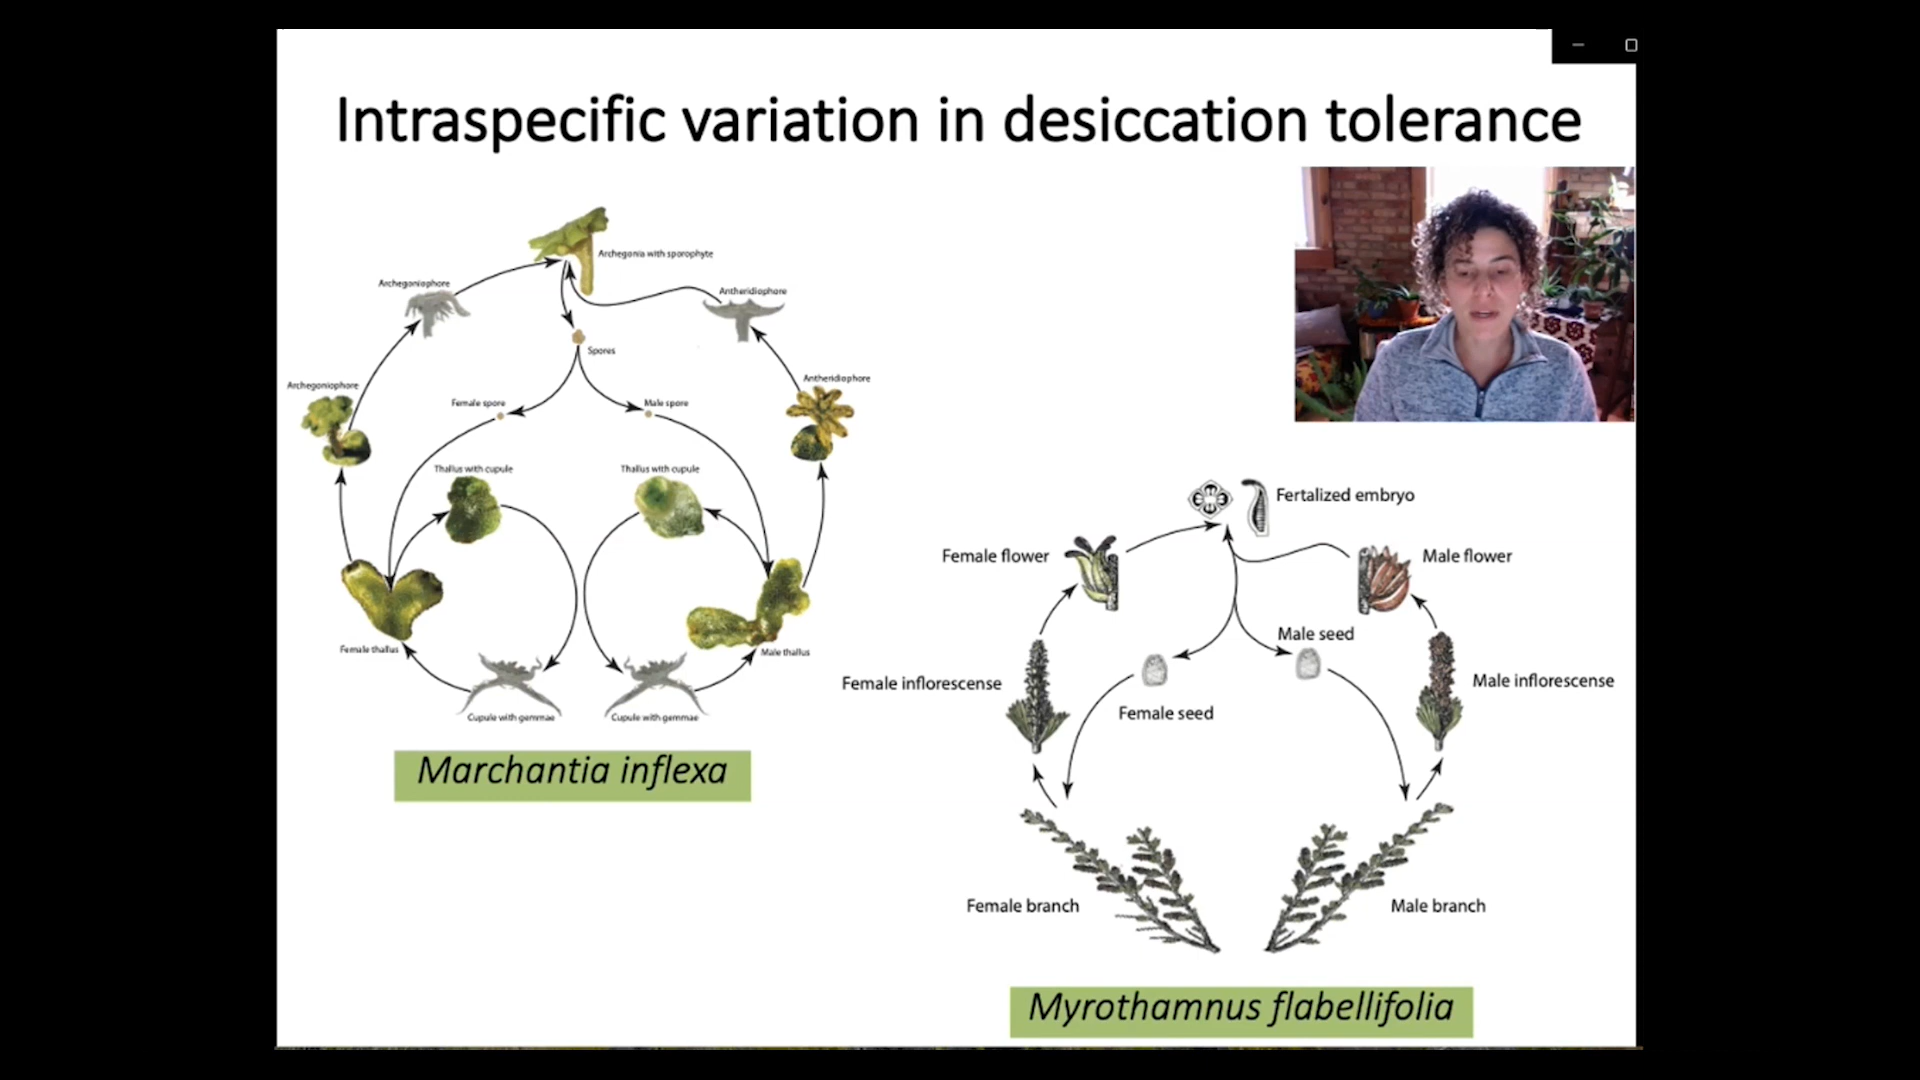 Intraspecific variation in desiccation tolerance
Archegonia with sporophyte
Archegoniophore
Antheridiophore
Spores
Archegoniophore
Antheridiophore
Female spore
Male spore
Thallus with cupule
Thallus with cupule
Female thallus
Male thallus
Cupule with gemmae
Cupule with gemmae
Marchantia inflexa
Fertalized embryo
Female flower
Male flower
Male seed
Female inflorescense
Male inflorescense
Female seed
Female branch
Male branch
Myrothamnus flabellifolia